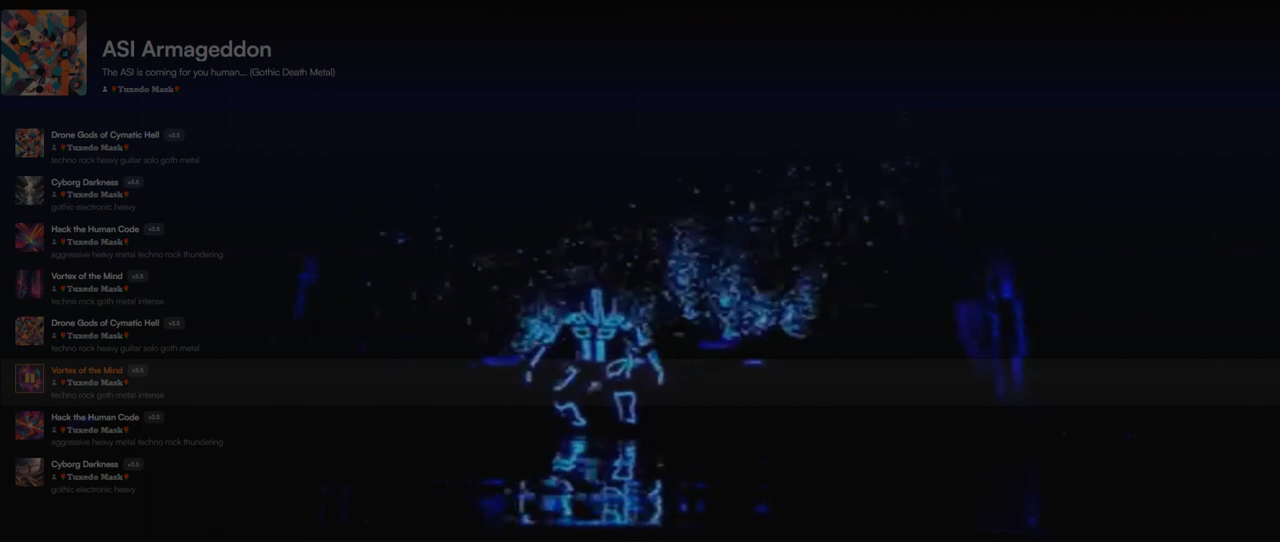 ASI Armageddon
The ASI is coming for you human... (Gothic Death Metal)
Tuxedo Mask
Drone Gods of Cymatic Hell v3.5
Tuxedo Mask
techno rock heavy guitar solo goth metal
Cyborg Darkness v3.5
Tuxedo Mask
gothic electronic heavy
Hack the Human Code v3.5
Tuxedo Mask
aggressive heavy metal techno rock thundering
Vortex of the Mind v3.5
Tuxedo Mask
techno rock goth metal intense
Drone Gods of Cymatic Hell v3.5
Tuxedo Mask
techno rock heavy guitar solo goth metal
Vortex of the Mind v3.5
Tuxedo Mask
techno rock goth metal intense
Hack the Human Code v3.5
Tuxedo Mask
aggressive heavy metal techno rock thundering
Cyborg Darkness v3.5
Tuxedo Mask
gothic electronic heavy